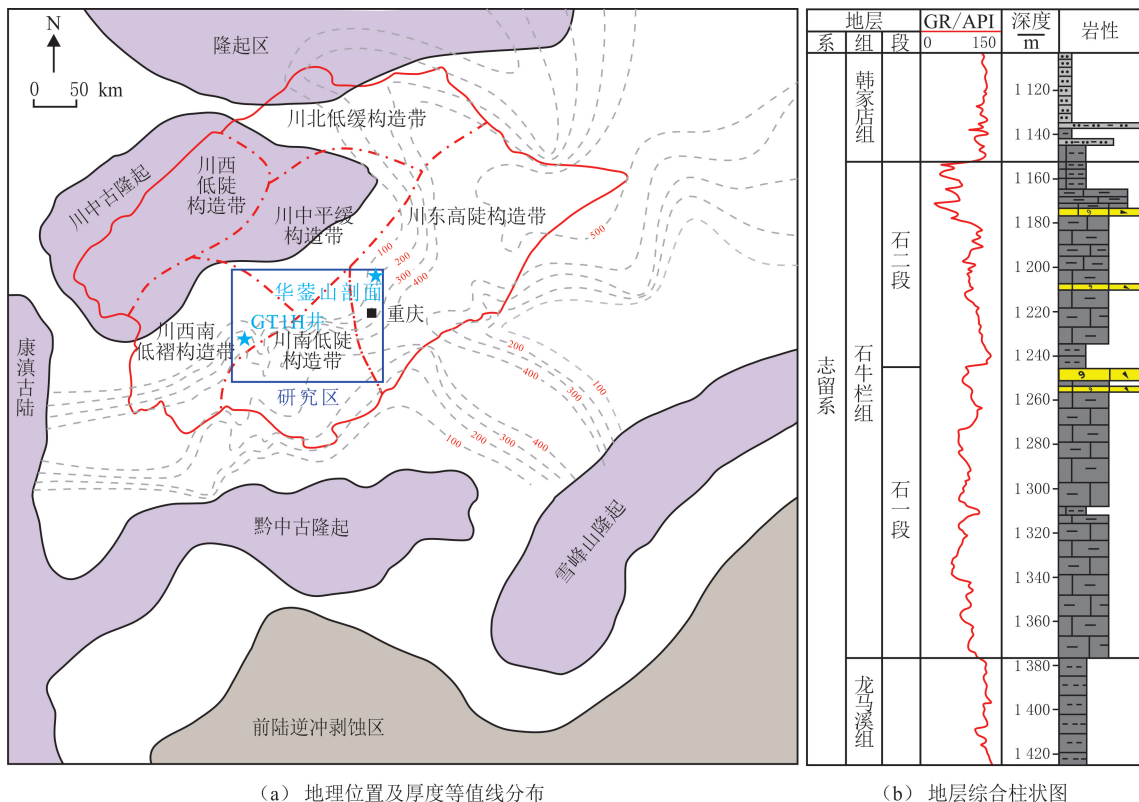 N
0 50 km
隆起区
川北低缓构造带
川西
低陡
构造带
川中古隆起
川中平缓
构造带
川东高陡构造带
500
100
200
300
400
华蓥山剖面
重庆
GT1H井
川西南
低褶构造带
川南低陡
构造带
研究区
康滇古陆
200
100
400
300
100
200
300
400
黔中古隆起
雪峰山隆起
前陆逆冲剥蚀区
(a) 地理位置及厚度等值线分布
地层
GR/API
深度
m
岩性
系
组
段
0
150
韩家店组
志留系
石牛栏组
石二段
石一段
龙马溪组
1 120
1 140
1 160
1 180
1 200
1 220
1 240
1 260
1 280
1 300
1 340
1 360
1 380
1 400
1 420
(b) 地层综合柱状图